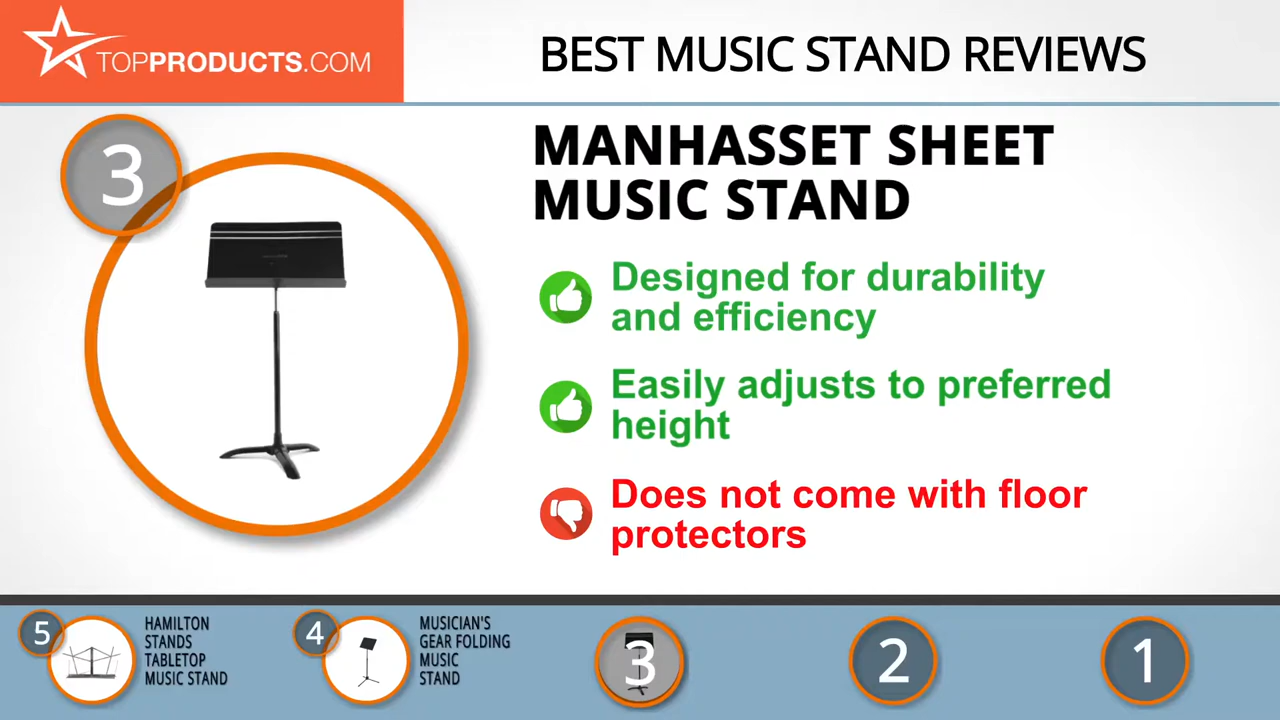 TOPPRODUCTS.COM
BEST MUSIC STAND REVIEWS
3
MANHASSET SHEET
MUSIC STAND
Designed for durability
and efficiency
Easily adjusts to preferred
height
Does not come with floor
protectors
5
HAMILTON
STANDS
TABLETOP
MUSIC STAND
4
MUSICIAN'S
GEAR FOLDING
MUSIC
STAND
3
2
1